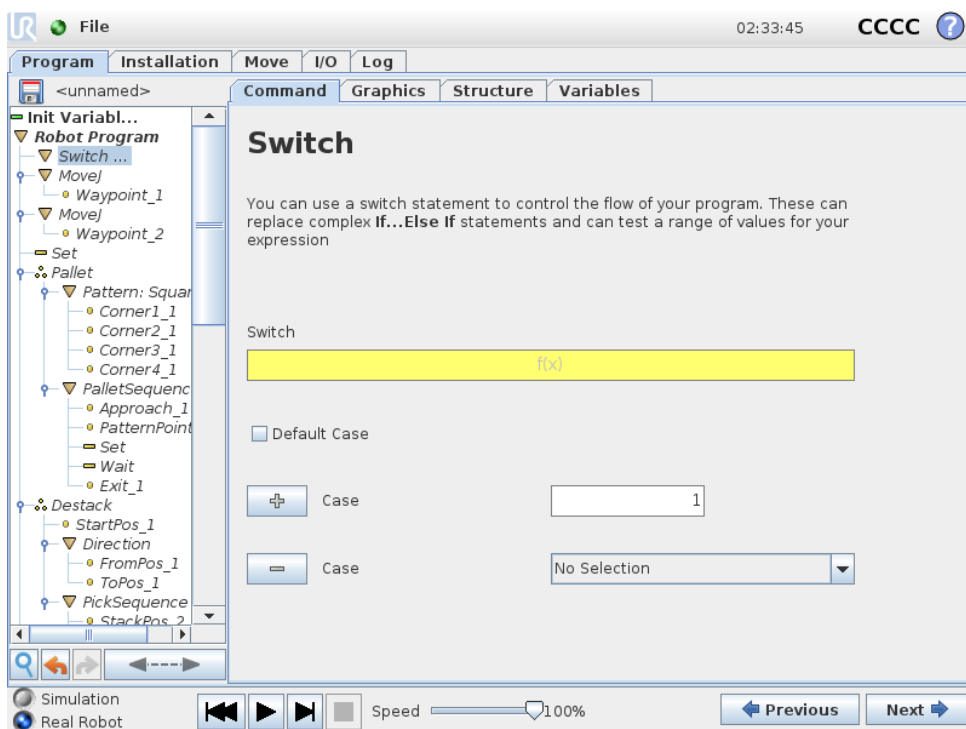 UR File 02:33:45 CCCC ?
Program Installation Move I/O Log
<unnamed> Command Graphics Structure Variables
Init Variabl...
Robot Program
Switch ...
MoveJ
Waypoint_1
MoveJ
Waypoint_2
Set
Pallet
Pattern: Squar
Corner1_1
Corner2_1
Corner3_1
Corner4_1
PalletSequenc
Approach_1
PatternPoint
Set
Wait
Exit_1
Destack
StartPos_1
Direction
FromPos_1
ToPos_1
PickSequence
StackPos_2
Switch
You can use a switch statement to control the flow of your program. These can
replace complex If...Else If statements and can test a range of values for your
expression
Switch
f(x)
Default Case
Case 1
Case No Selection
Simulation
Real Robot
Speed 100%
Previous Next